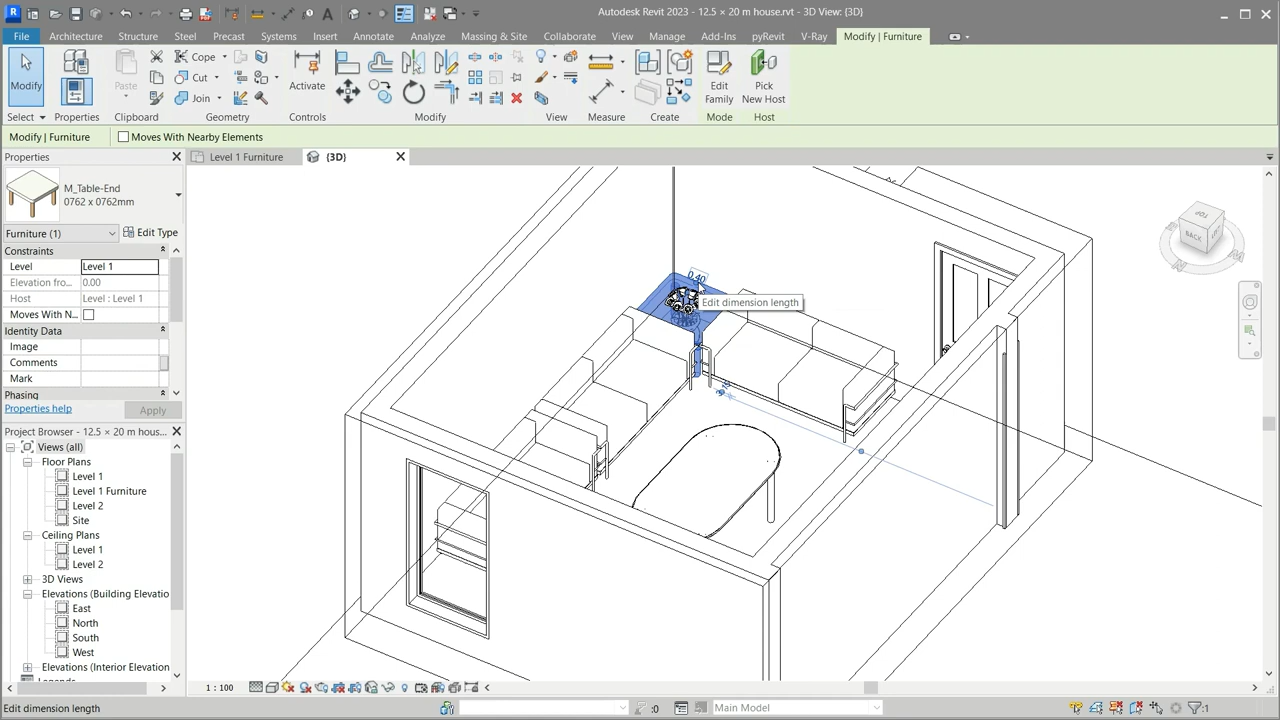 Autodesk Revit 2023 - 12.5 × 20 m house.rvt - 3D View: {3D}
File Architecture Structure Steel Precast Systems Insert Annotate Analyze Massing & Site Collaborate View Manage Add-Ins pyRevit V-Ray Modify | Furniture
Modify
Paste
Cope
Cut
Join
Activate
Edit
Family
Pick
New Host
Select Properties Clipboard Geometry Controls Modify View Measure Create Mode Host
Modify | Furniture Moves With Nearby Elements
Properties
Level 1 Furniture {3D}
M_Table-End
0762 x 0762mm
Furniture (1) Edit Type
Constraints
Level Level 1
Elevation fro... 0.00
Host Level : Level 1
Moves With N...
Identity Data
Image
Comments
Mark
Phasing
Properties help Apply
Project Browser - 12.5 × 20 m hous...
Views (all)
Floor Plans
Level 1
Level 1 Furniture
Level 2
Site
Ceiling Plans
Level 1
Level 2
3D Views
Elevations (Building Elevatio
East
North
South
West
Elevations (Interior Elevation
0.40
Edit dimension length
TOP
BACK
1 : 100
Edit dimension length
:0
Main Model
:1